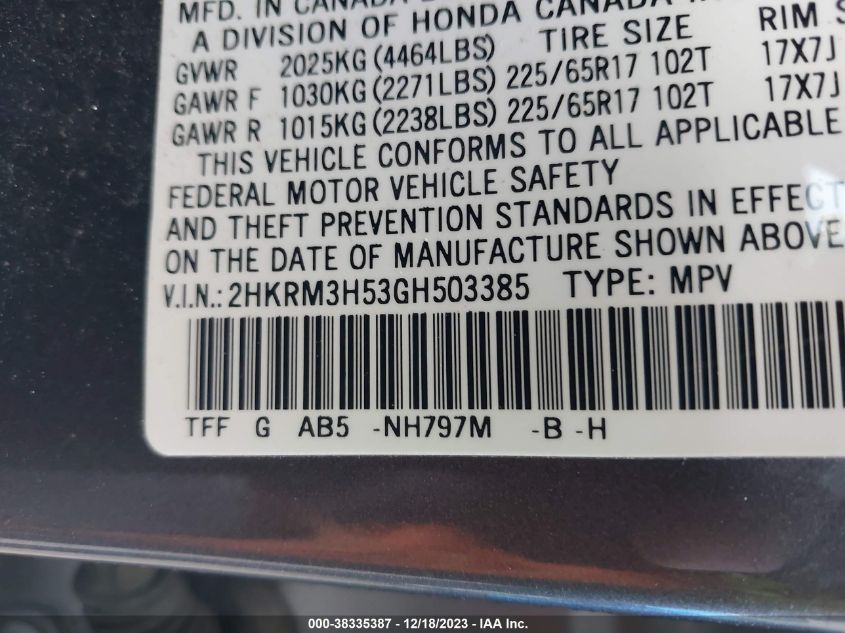 MFD. IN CANADA
A DIVISION OF HONDA CANADA
GVWR 2025KG (4464LBS) TIRE SIZE RIM
GAWR F 1030KG (2271LBS) 225/65R17 102T 17X7J
GAWR R 1015KG (2238LBS) 225/65R17 102T 17X7J
THIS VEHICLE CONFORMS TO ALL APPLICABLE
FEDERAL MOTOR VEHICLE SAFETY
AND THEFT PREVENTION STANDARDS IN EFFECT
ON THE DATE OF MANUFACTURE SHOWN ABOVE
V.I.N.: 2HKRM3H53GH503385 TYPE: MPV
TFF G AB5 -NH797M -B -H
000-38335387 - 12/18/2023 - IAA Inc.